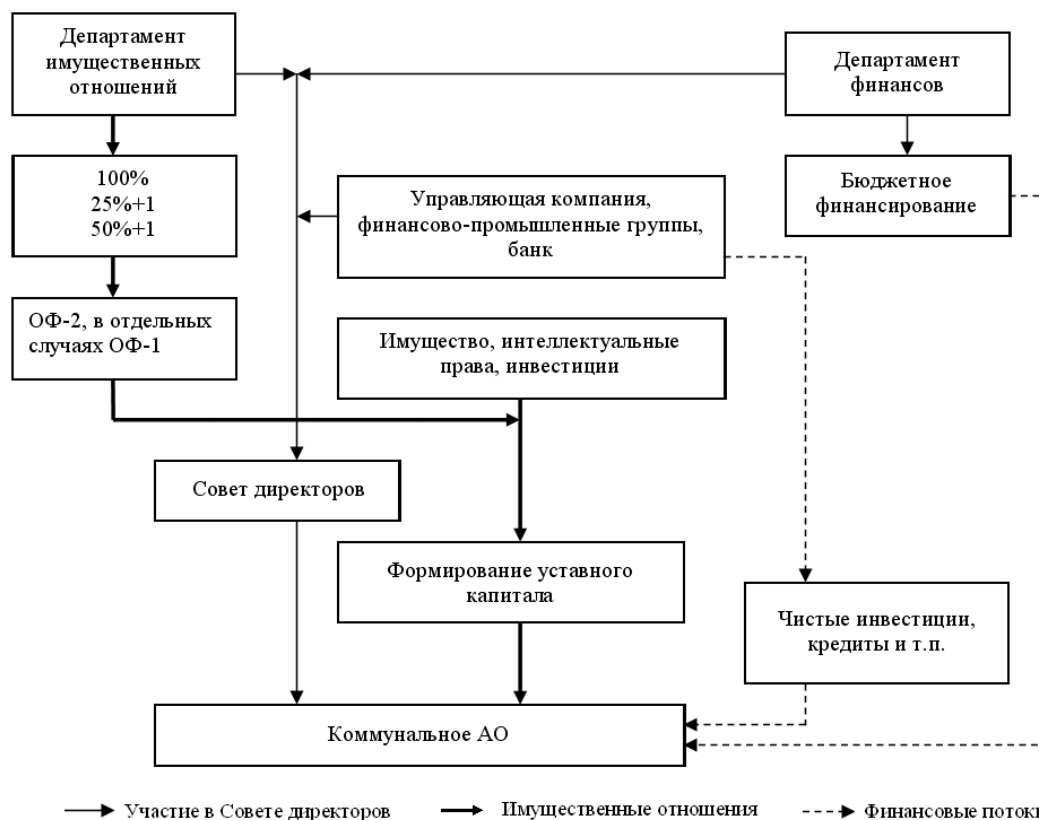 Департамент
имущественных
отношений
Департамент
финансов
100%
25%+1
50%+1
Управляющая компания,
финансово-промышленные группы,
банк
Бюджетное
финансирование
ОФ-2, в отдельных
случаях ОФ-1
Имущество, интеллектуальные
права, инвестиции
Совет директоров
Формирование уставного
капитала
Чистые инвестиции,
кредиты и т.п.
Коммунальное АО
Участие в Совете директоров
Имущественные отношения
Финансовые потоки